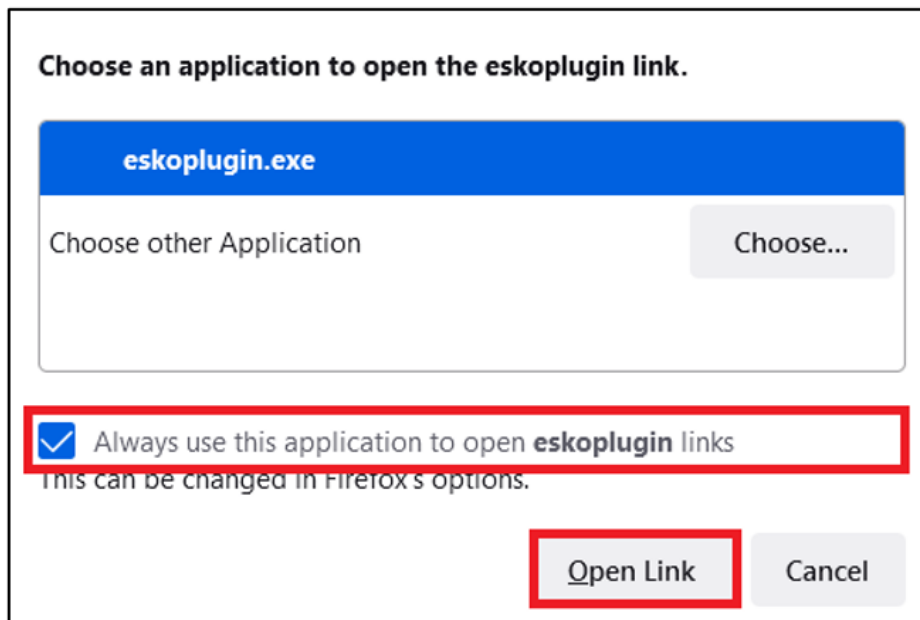 Choose an application to open the eskoplugin link.
eskoplugin.exe
Choose other Application
Choose...
Always use this application to open eskoplugin links
This can be changed in Firefox's options.
Open Link
Cancel